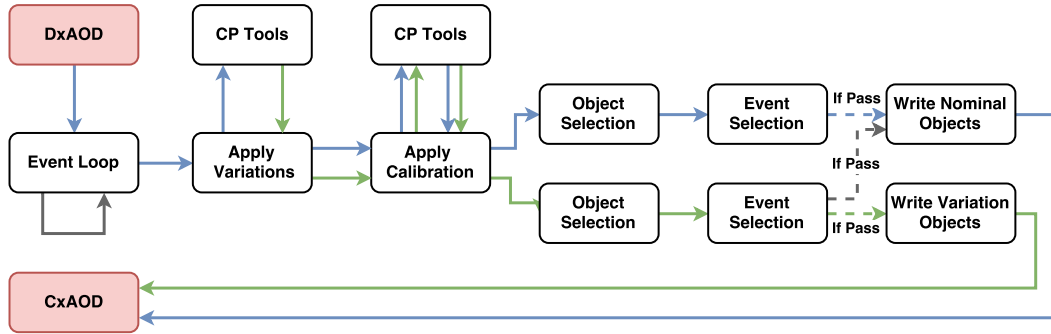 DxAOD
CP Tools
CP Tools
Event Loop
Apply
Variations
Apply
Calibration
Object
Selection
Event
Selection
If Pass
Write Nominal
Objects
If Pass
Object
Selection
Event
Selection
If Pass
Write Variation
Objects
CxAOD